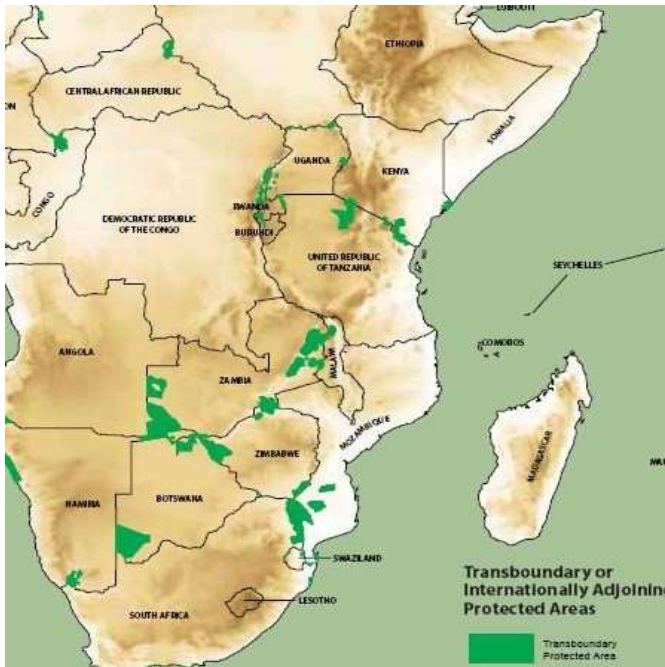 DJIBOUTI
ETHIOPIA
CENTRAL AFRICAN REPUBLIC
ON
SOMALIA
UGANDA
KENYA
CONGO
RWANDA
DEMOCRATIC REPUBLIC
OF THE CONGO
BURUNDI
UNITED REPUBLIC
OF TANZANIA
SEYCHELLES
COMOROS
ANGOLA
MALAWI
ZAMBIA
MOZAMBIQUE
ZIMBABWE
MADAGASCAR
MAU
NAMIBIA
BOTSWANA
SWAZILAND
LESOTHO
SOUTH AFRICA
Transboundary or
Internationally Adjoining
Protected Areas
Transboundary
Protected Area